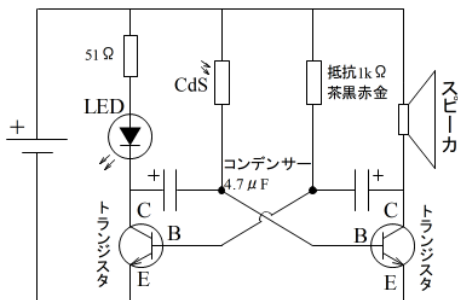 51Ω
CdS
抵抗1kΩ
茶黒赤金
スピーカ
LED
+
コンデンサー
4.7μF
+
+
トランジスタ
C
B
E
C
B
E
トランジスタ